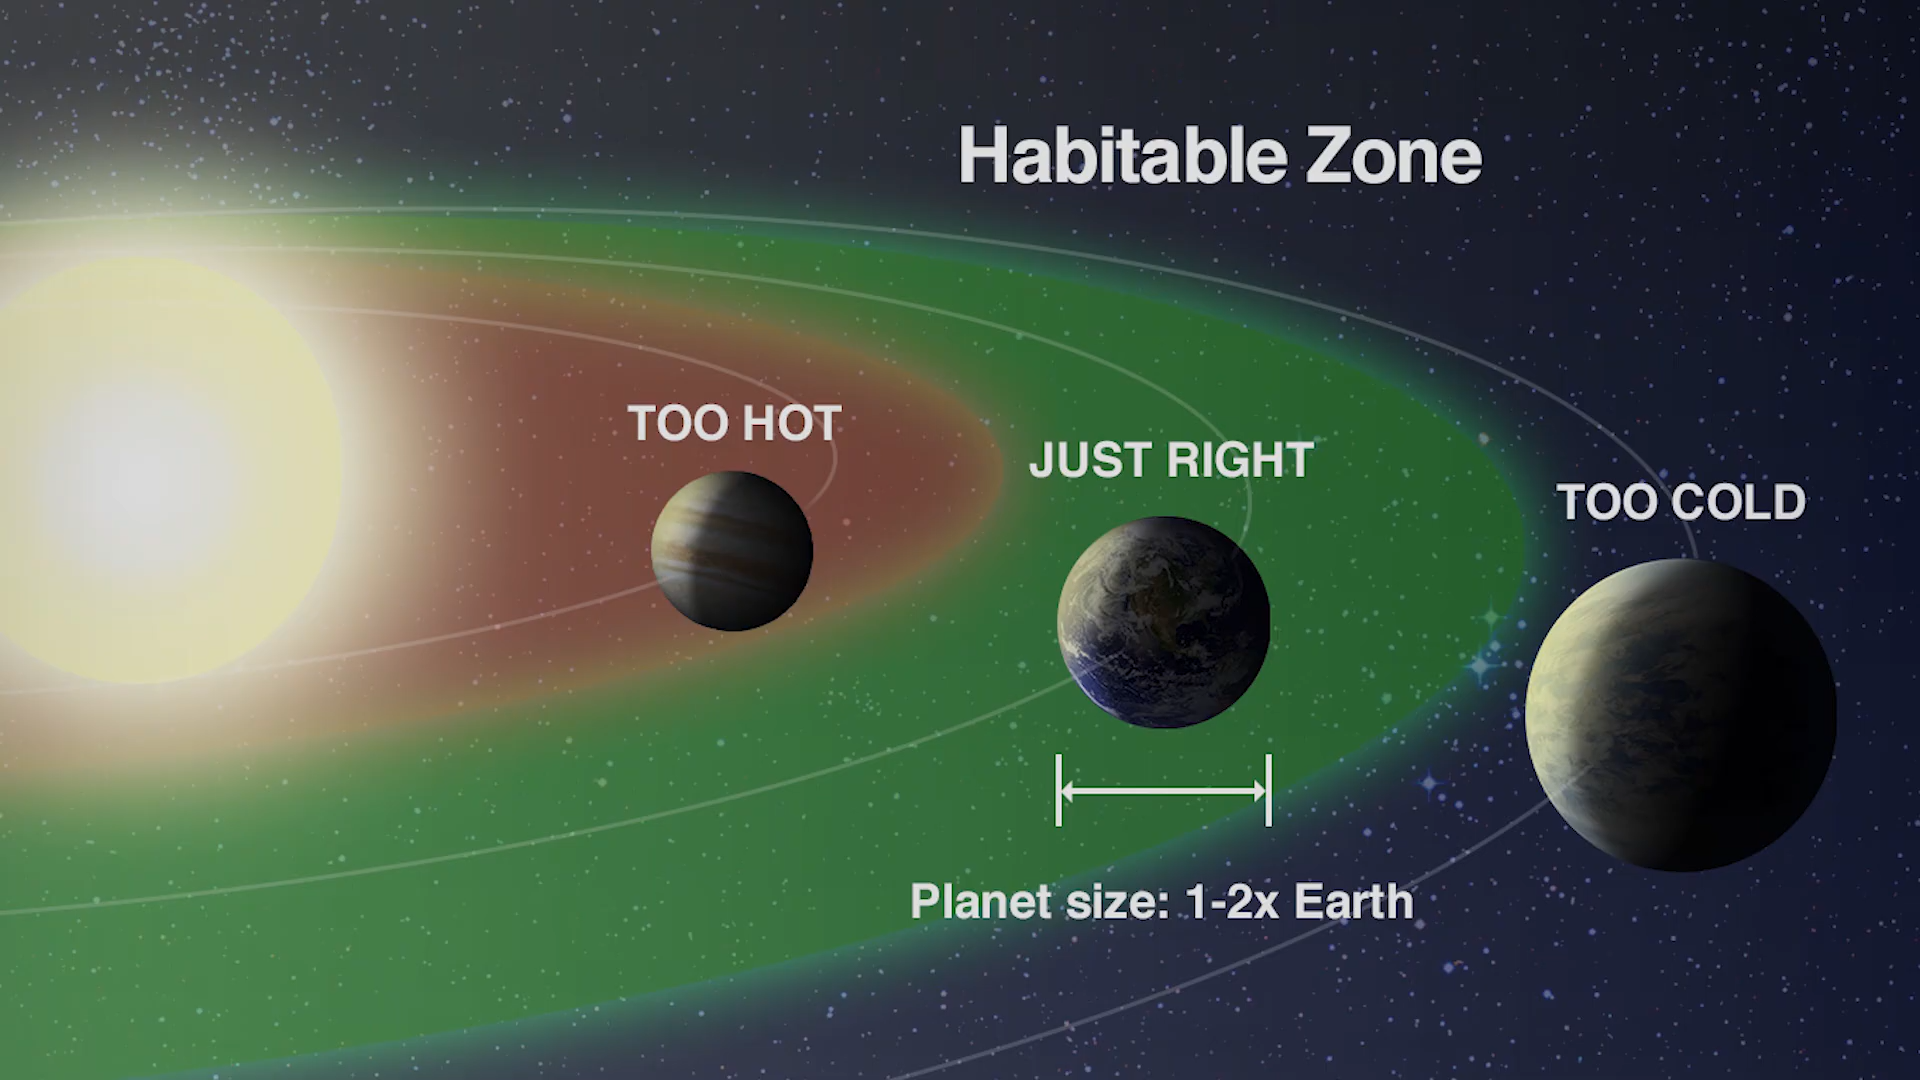 Habitable Zone
TOO HOT
JUST RIGHT
TOO COLD
Planet size: 1-2x Earth